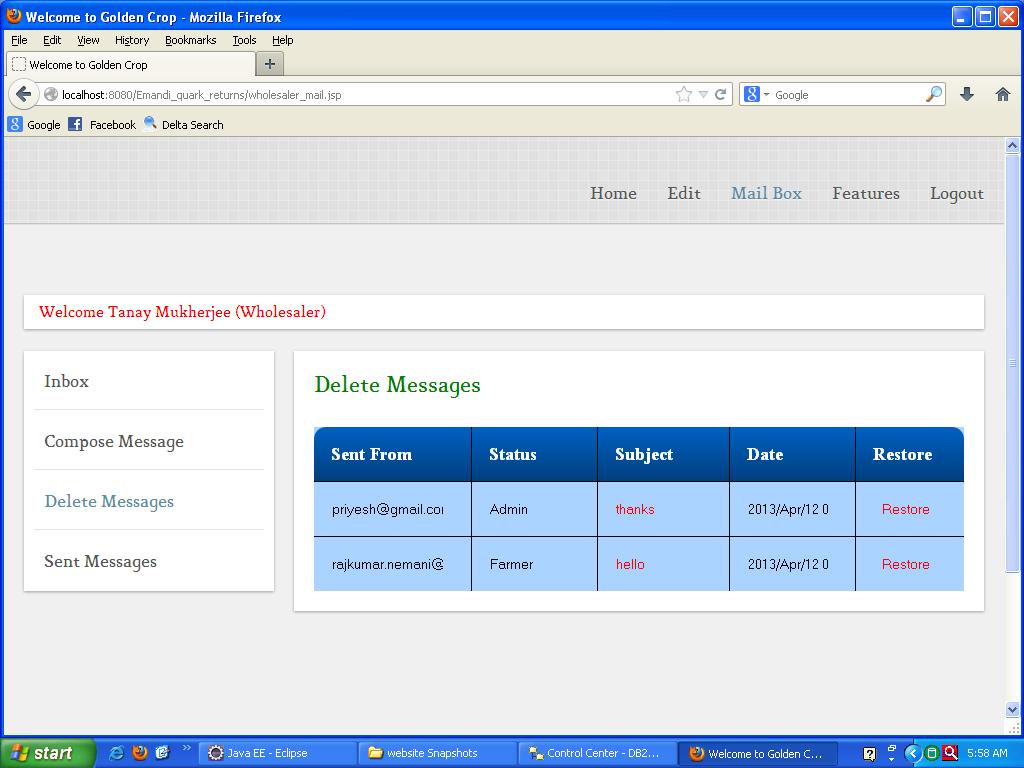 Welcome to Golden Crop - Mozilla Firefox
File Edit View History Bookmarks Tools Help
Welcome to Golden Crop
localhost:8080/Emandi_quark_returns/wholesaler_mail.jsp
Google
Google Facebook Delta Search
Home Edit Mail Box Features Logout
Welcome Tanay Mukherjee (Wholesaler)
Inbox
Compose Message
Delete Messages
Sent Messages
Delete Messages
Sent From Status Subject Date Restore
priyesh@gmail.co Admin thanks 2013/Apr/12 0 Restore
rajkumar.nemani@ Farmer hello 2013/Apr/12 0 Restore
start Java EE - Eclipse website Snapshots Control Center - DB2... Welcome to Golden C... 5:58 AM